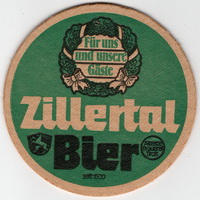 Für uns
und unsere
Gäste
Zillertal
Bier
seit 1500